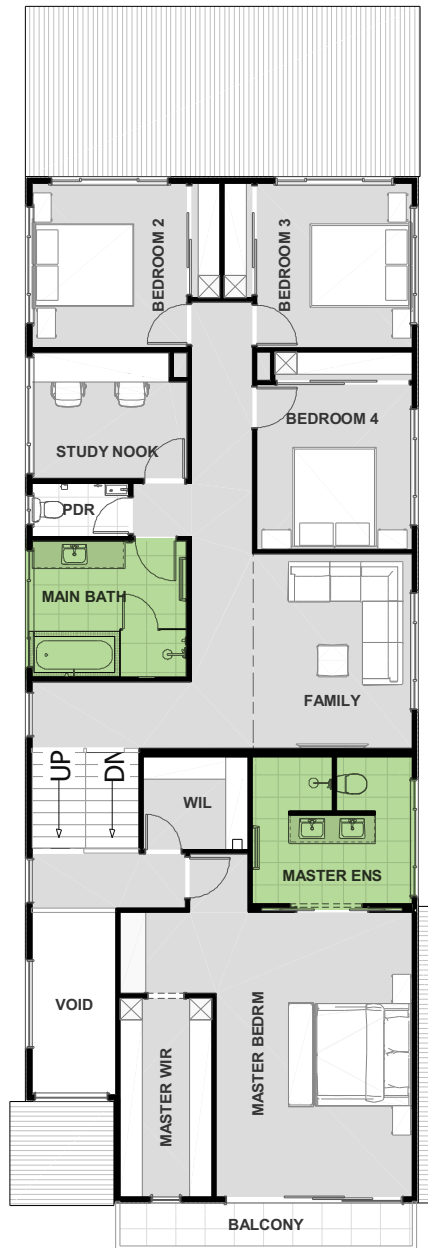 BEDROOM 2
BEDROOM 3
STUDY NOOK
BEDROOM 4
PDR
MAIN BATH
FAMILY
UP
DN
WIL
MASTER ENS
VOID
MASTER WIR
MASTER BEDRM
BALCONY